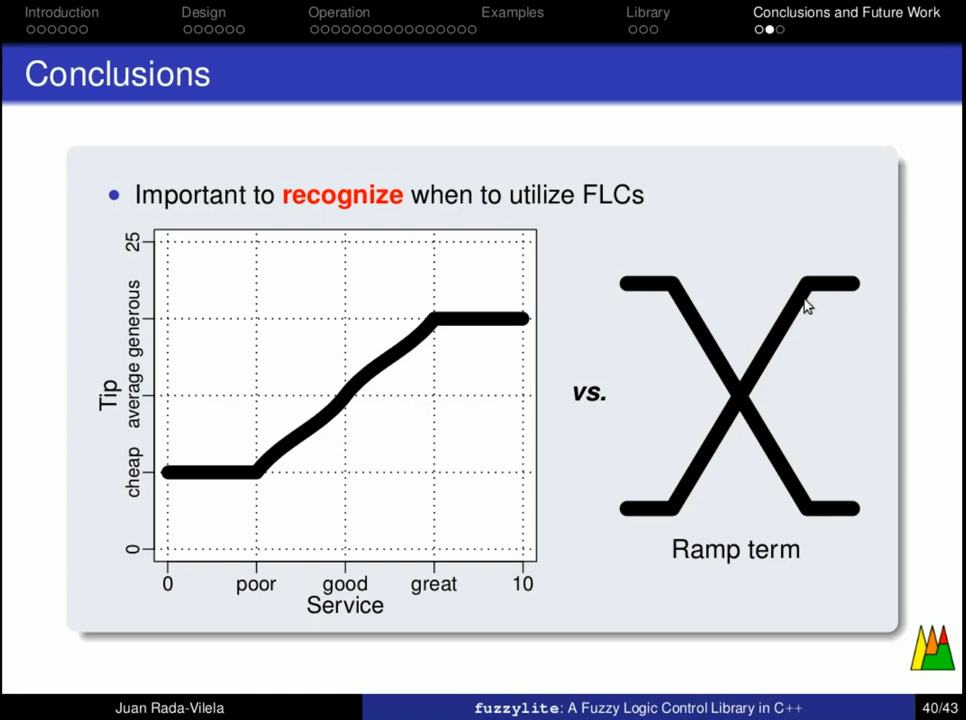 Introduction Design Operation Examples Library Conclusions and Future Work
Conclusions
Important to recognize when to utilize FLCs
25
generous
average
cheap
0
Tip
0 poor good great 10
Service
vs.
Ramp term
Juan Rada-Vilela fuzzylite: A Fuzzy Logic Control Library in C++ 40/43